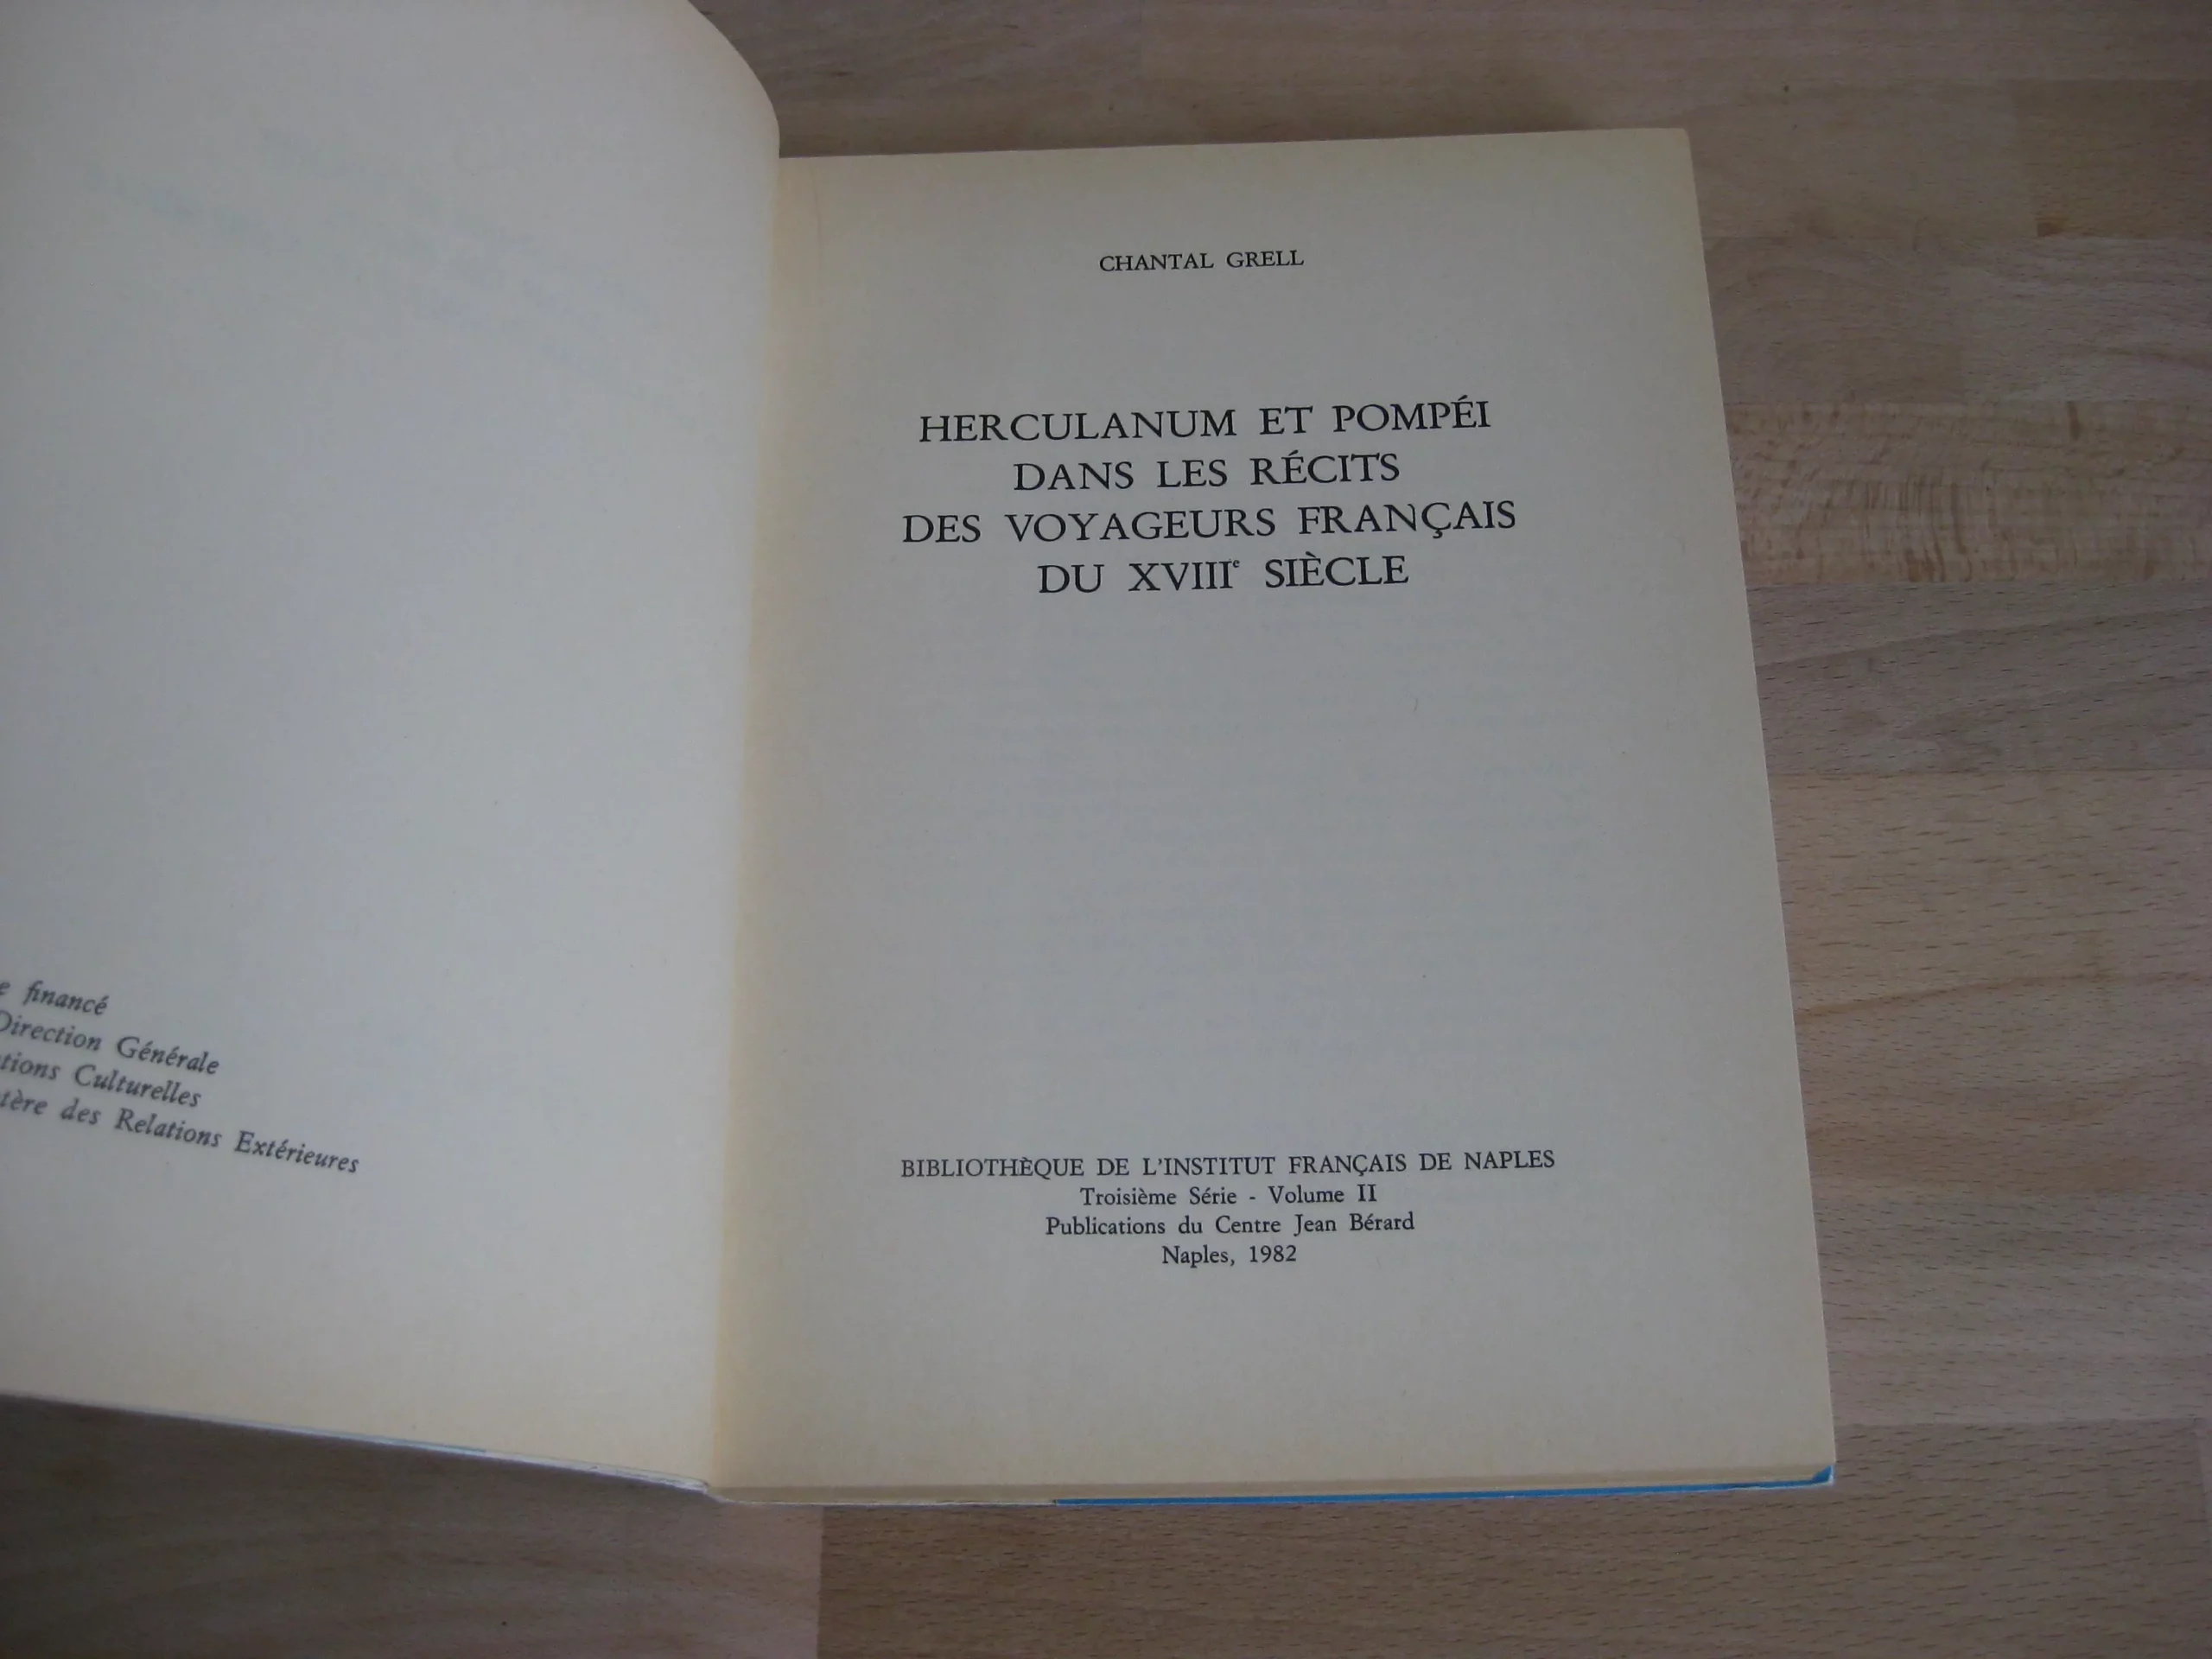 financé
Direction Générale
Culturelles
des Relations Extérieures
CHANTAL GRELL
HERCULANUM ET POMPÉI
DANS LES RÉCITS
DES VOYAGEURS FRANÇAIS
DU XVIIIᵉ SIÈCLE
BIBLIOTHÈQUE DE L'INSTITUT FRANÇAIS DE NAPLES
Troisième Série - Volume II
Publications du Centre Jean Bérard
Naples, 1982